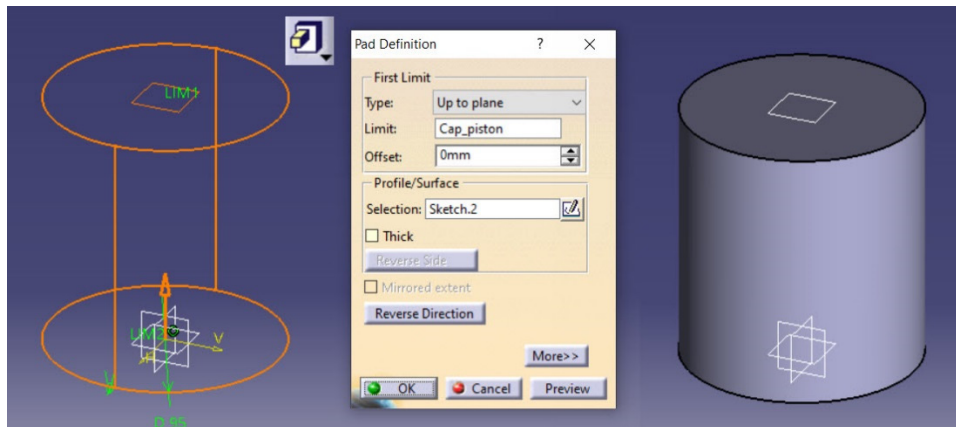 LIM1
LIM2
V
H
D 85
Pad Definition ? ×
First Limit
Type: Up to plane
Limit: Cap_piston
Offset: 0mm
Profile/Surface
Selection: Sketch.2
Thick
Reverse Side
Mirrored extent
Reverse Direction
More>>
OK Cancel Preview